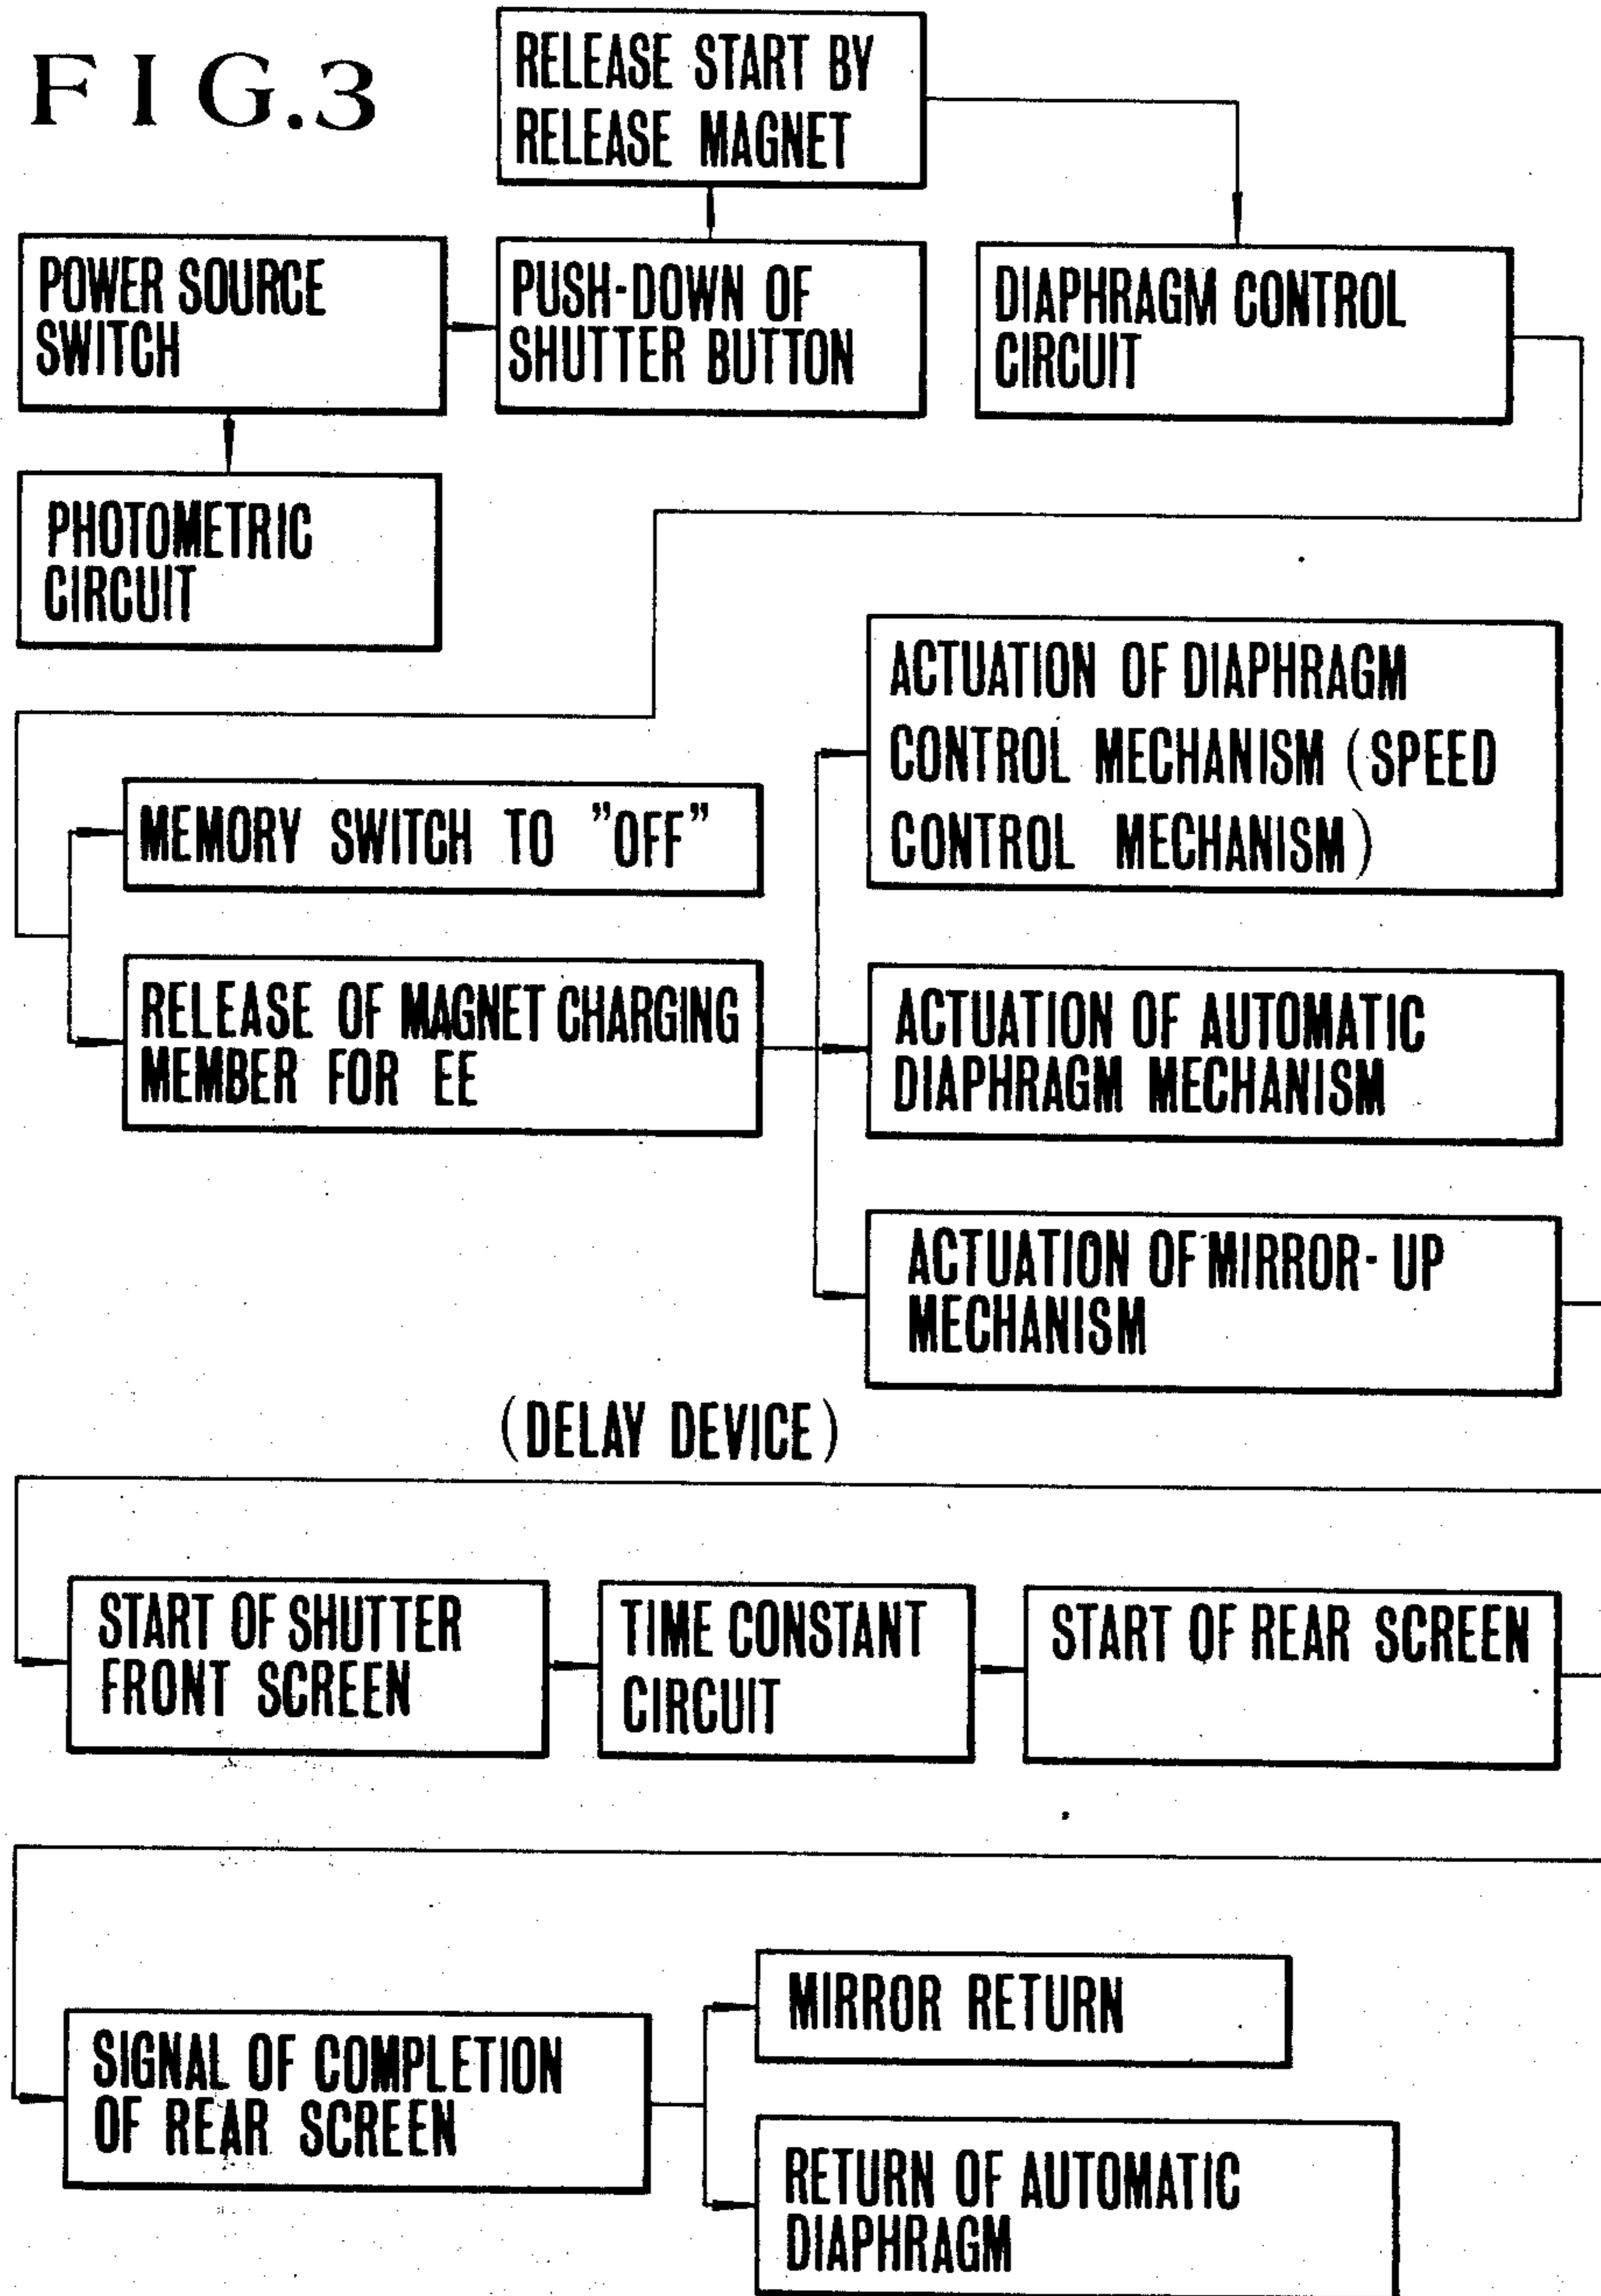 FIG.3
RELEASE START BY
RELEASE MAGNET
POWER SOURCE
SWITCH
PUSH-DOWN OF
SHUTTER BUTTON
DIAPHRAGM CONTROL
CIRCUIT
PHOTOMETRIC
CIRCUIT
ACTUATION OF DIAPHRAGM
CONTROL MECHANISM (SPEED
CONTROL MECHANISM)
MEMORY SWITCH TO ”OFF”
RELEASE OF MAGNET CHARGING
MEMBER FOR EE
ACTUATION OF AUTOMATIC
DIAPHRAGM MECHANISM
ACTUATION OF MIRROR-UP
MECHANISM
(DELAY DEVICE)
START OF SHUTTER
FRONT SCREEN
TIME CONSTANT
CIRCUIT
START OF REAR SCREEN
SIGNAL OF COMPLETION
OF REAR SCREEN
MIRROR RETURN
RETURN OF AUTOMATIC
DIAPHRAGM